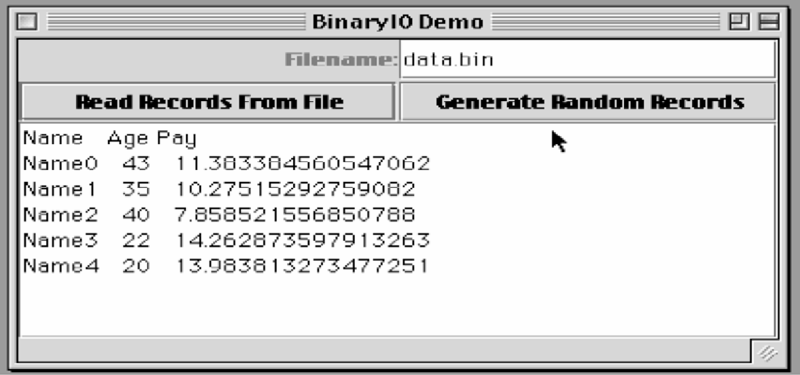 BinaryIO Demo
Filename: data.bin
Read Records From File Generate Random Records
Name Age Pay
Name0 43 11.383384560547062
Name1 35 10.27515292759082
Name2 40 7.858521556850788
Name3 22 14.262873597913263
Name4 20 13.983813273477251